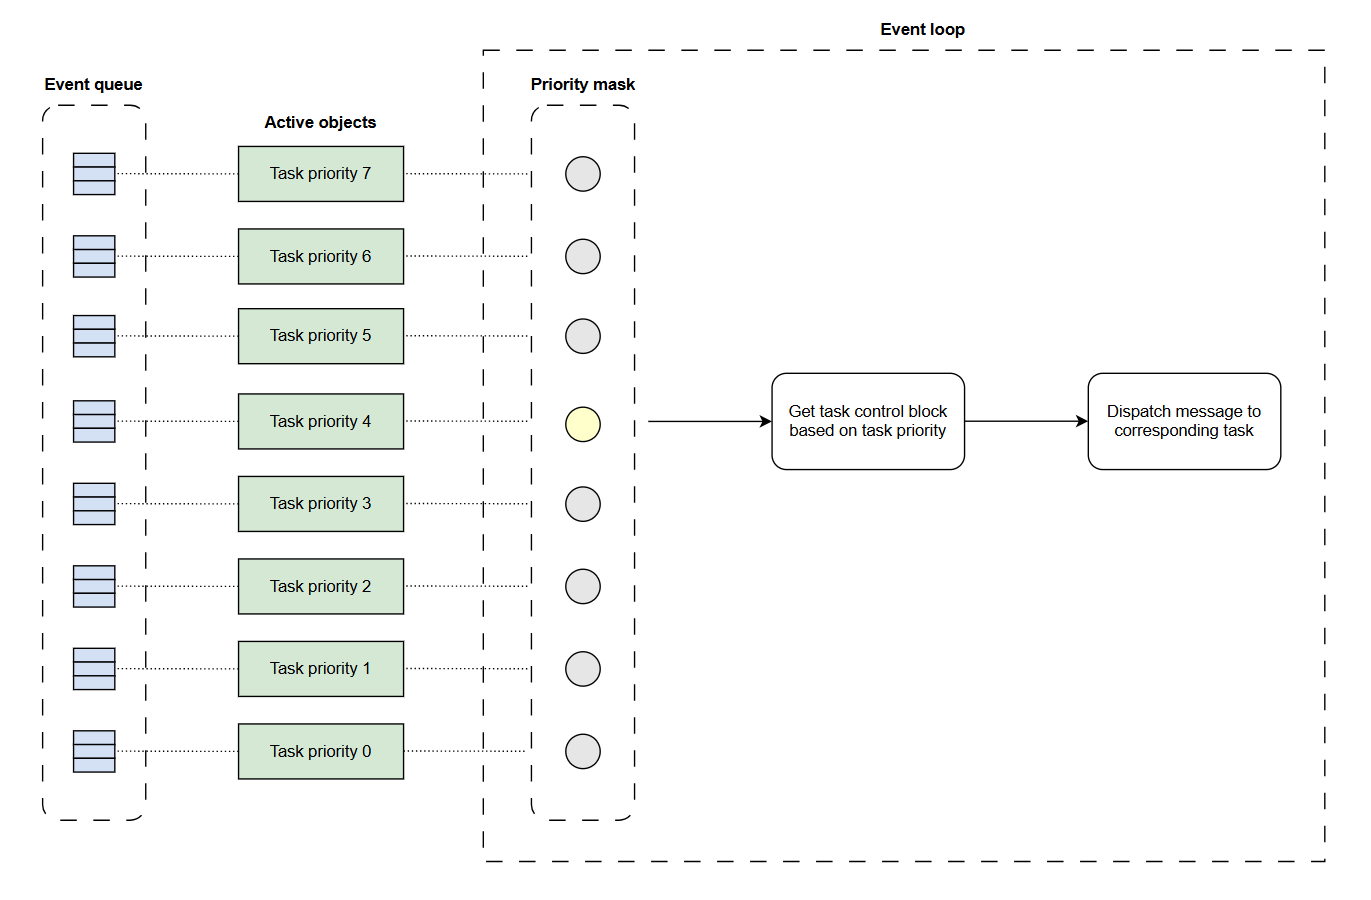 Event loop
Event queue
Priority mask
Active objects
Task priority 7
Task priority 6
Task priority 5
Task priority 4
Get task control block
based on task priority
Dispatch message to
corresponding task
Task priority 3
Task priority 2
Task priority 1
Task priority 0